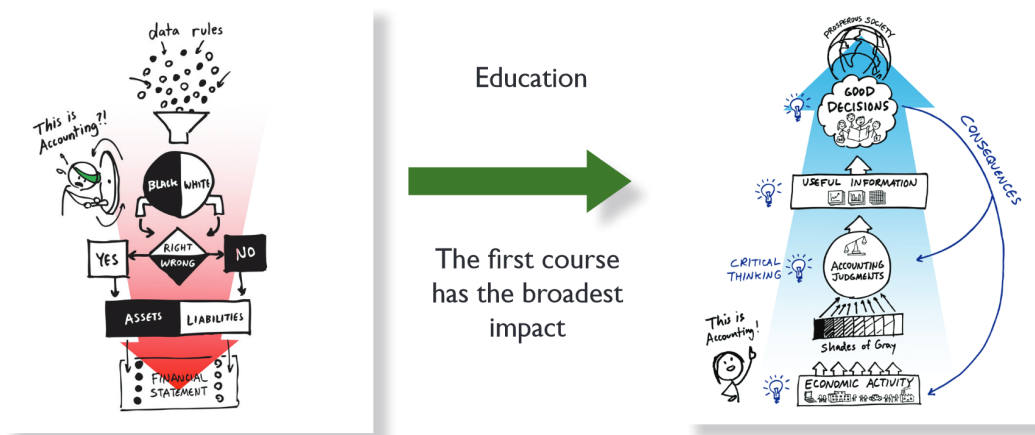 data rules
This is
Accounting?!
BLACK WHITE
YES
RIGHT
WRONG
NO
ASSETS LIABILITIES
FINANCIAL
STATEMENT
Education
The first course
has the broadest
impact
PROSPEROUS SOCIETY
GOOD
DECISIONS
CONSEQUENCES
USEFUL INFORMATION
CRITICAL
THINKING
ACCOUNTING
JUDGMENTS
Shades of Gray
This is
Accounting!
ECONOMIC ACTIVITY